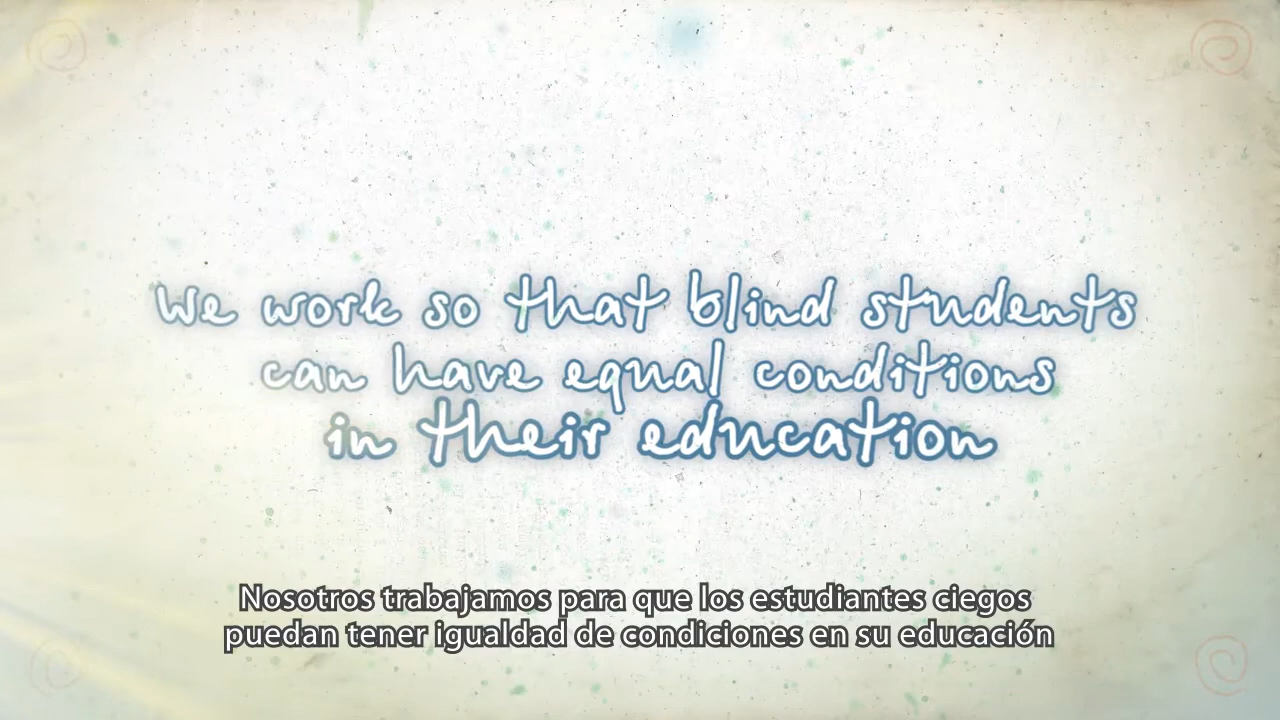 We work so that blind students
can have equal conditions
in their education
Nosotros trabajamos para que los estudiantes ciegos
puedan tener igualdad de condiciones en su educación